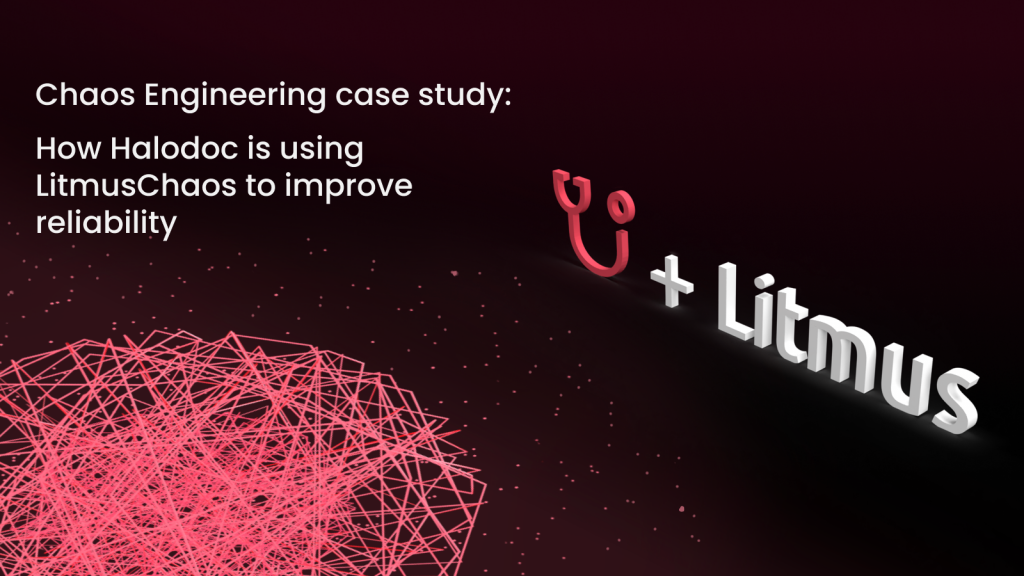 Chaos Engineering case study:
How Halodoc is using
LitmusChaos to improve
reliability
+ Litmus